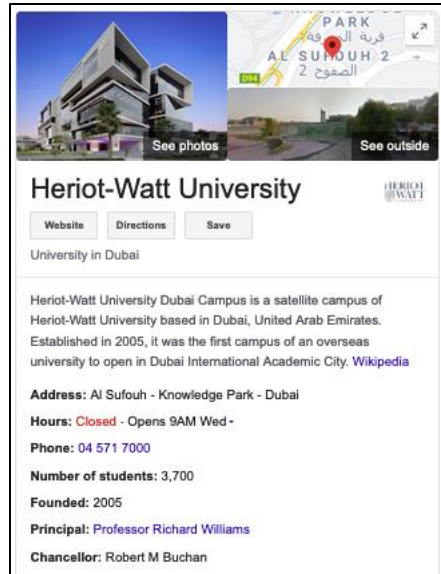 PARK
قرية المعرفة
AL SUFOUH 2
الصفوح 2
D94
See photos
See outside
Heriot-Watt University
HERIOT
WATT
Website
Directions
Save
University in Dubai
Heriot-Watt University Dubai Campus is a satellite campus of
Heriot-Watt University based in Dubai, United Arab Emirates.
Established in 2005, it was the first campus of an overseas
university to open in Dubai International Academic City. Wikipedia
Address: Al Sufouh - Knowledge Park - Dubai
Hours: Closed · Opens 9AM Wed
Phone: 04 571 7000
Number of students: 3,700
Founded: 2005
Principal: Professor Richard Williams
Chancellor: Robert M Buchan